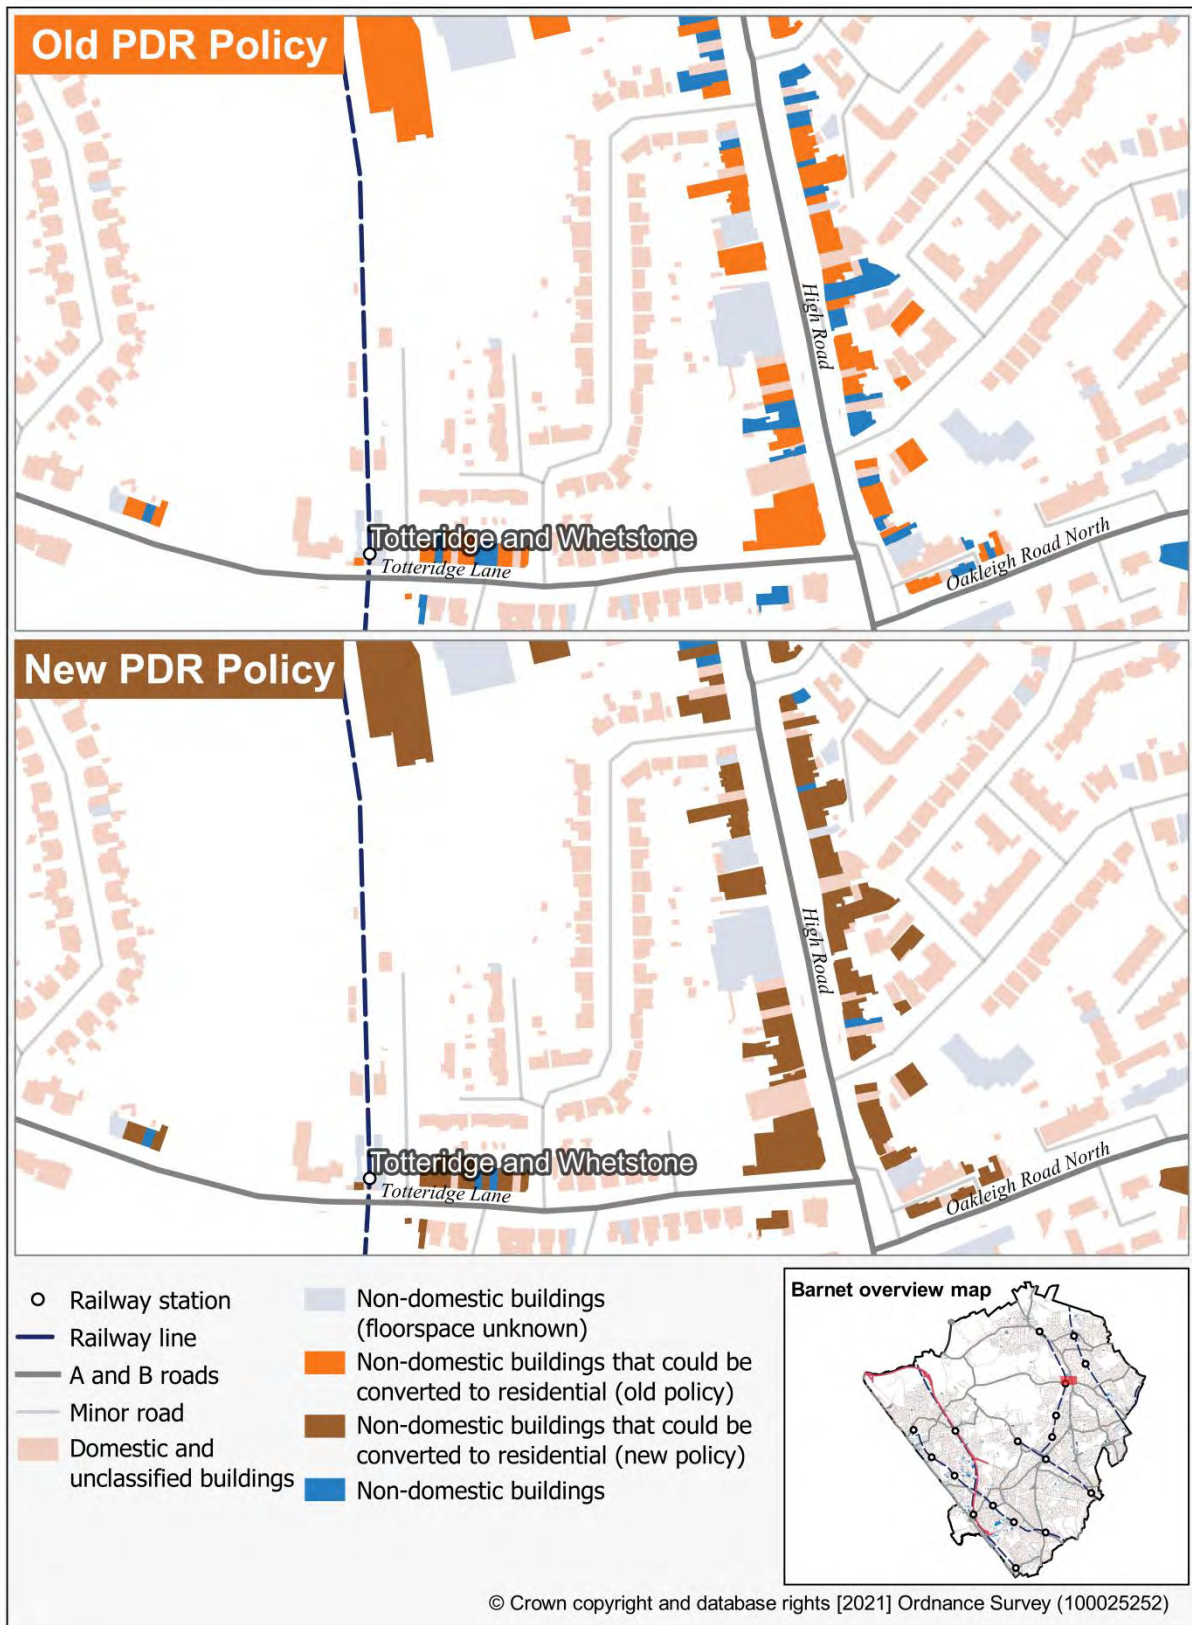 Old PDR Policy
High Road
Totteridge and Whetstone
Totteridge Lane
Oakleigh Road North
New PDR Policy
High Road
Totteridge and Whetstone
Totteridge Lane
Oakleigh Road North
Railway station
Railway line
A and B roads
Minor road
Domestic and
unclassified buildings
Non-domestic buildings
(floorspace unknown)
Non-domestic buildings that could be
converted to residential (old policy)
Non-domestic buildings that could be
converted to residential (new policy)
Non-domestic buildings
Barnet overview map
© Crown copyright and database rights [2021] Ordnance Survey (100025252)